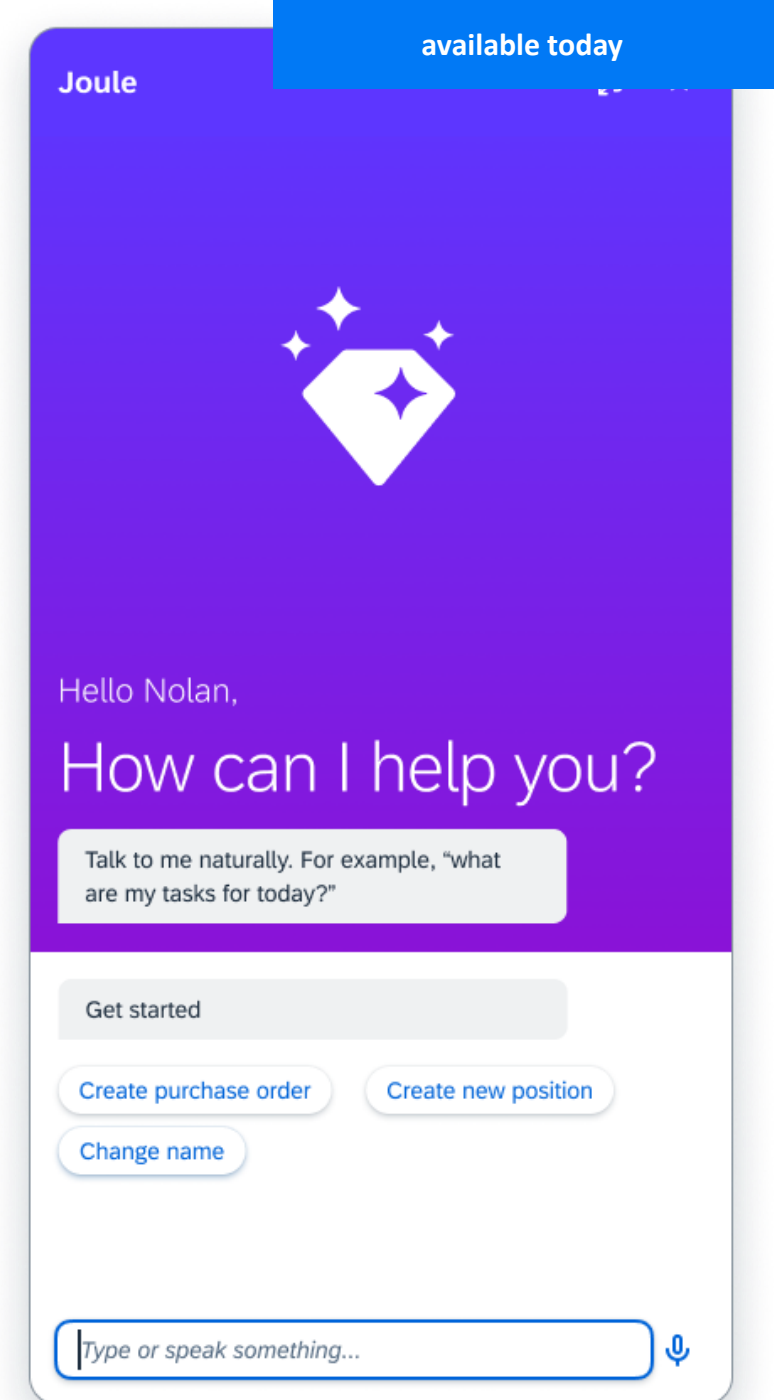 available today
Joule
Hello Nolan,
How can I help you?
Talk to me naturally. For example, “what
are my tasks for today?”
Get started
Create purchase order
Create new position
Change name
Type or speak something...